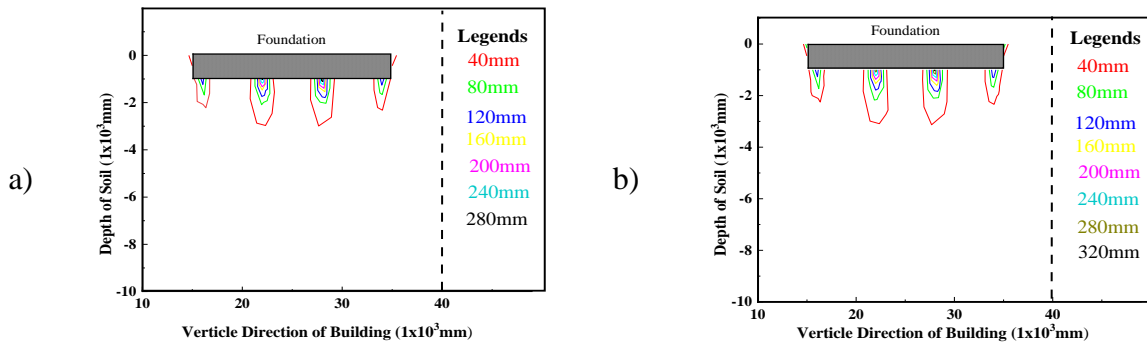 a)
Foundation
Legends
40mm
80mm
120mm
160mm
200mm
240mm
280mm
Depth of Soil (1x10³mm)
0
-2
-4
-6
-8
-10
10
20
30
40
Verticle Direction of Building (1x10³mm)
b)
Foundation
Legends
40mm
80mm
120mm
160mm
200mm
240mm
280mm
320mm
Depth of Soil (1x10³mm)
0
-2
-4
-6
-8
-10
10
20
30
40
Verticle Direction of Building (1x10³mm)